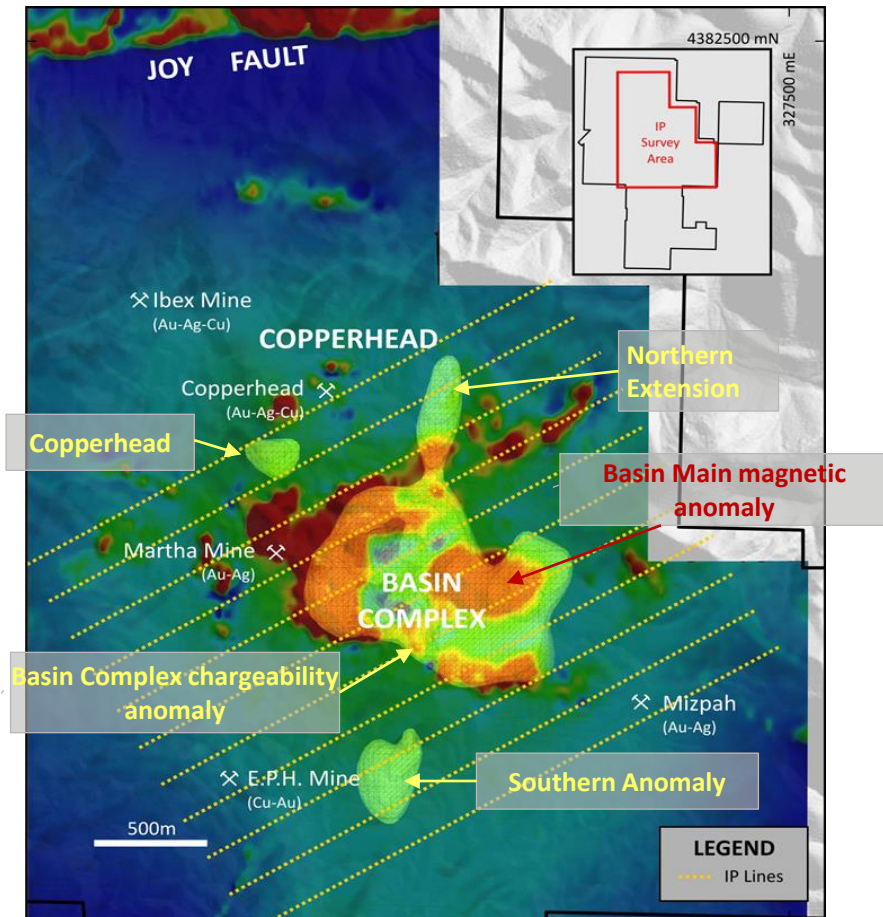 4382500 mN
327500 mE
JOY FAULT
IP
Survey
Area
Ibex Mine
(Au-Ag-Cu)
COPPERHEAD
Northern
Extension
Copperhead
(Au-Ag-Cu)
Copperhead
Basin Main magnetic
anomaly
Martha Mine
(Au-Ag)
BASIN
COMPLEX
Basin Complex chargeability
anomaly
Mizpah
(Au-Ag)
E.P.H. Mine
(Cu-Au)
Southern Anomaly
500m
LEGEND
IP Lines